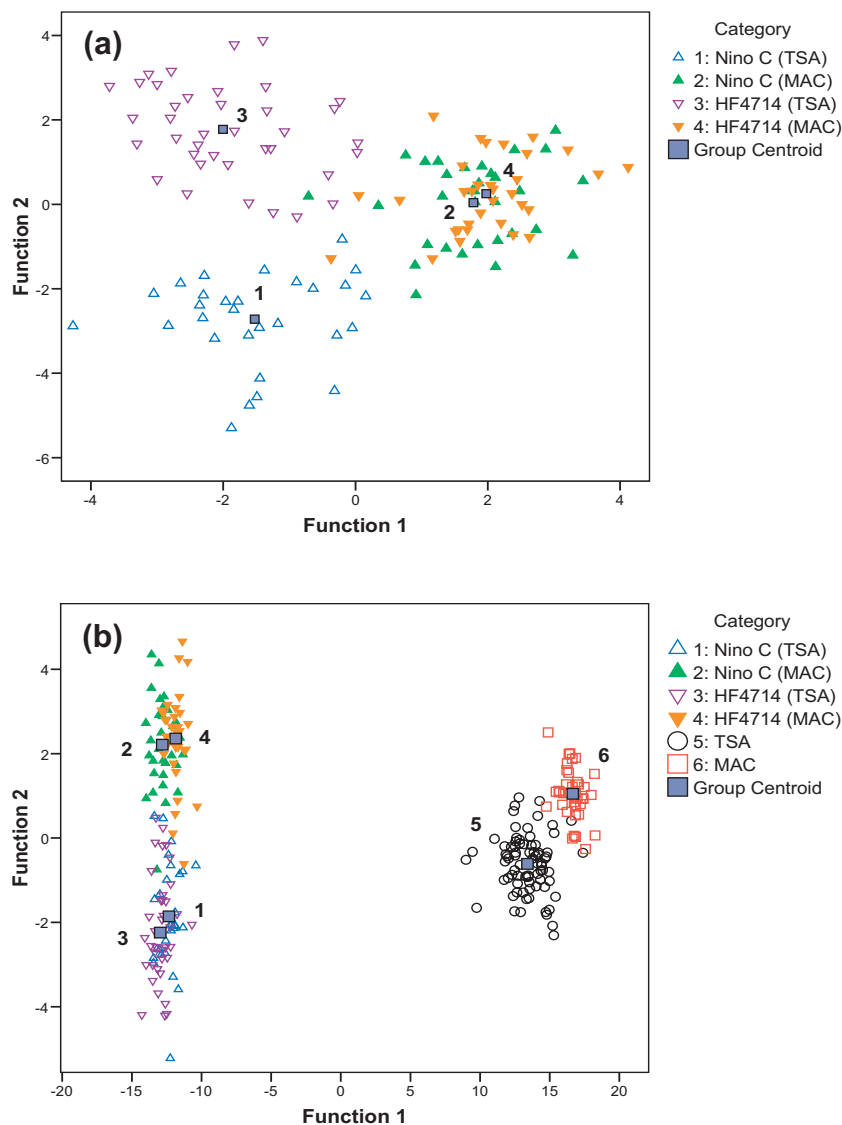 (a)
4
2
0
-2
-4
-6
Function 2
-4
-2
0
2
4
Function 1
3
4
2
1
Category
1: Nino C (TSA)
2: Nino C (MAC)
3: HF4714 (TSA)
4: HF4714 (MAC)
Group Centroid
(b)
4
2
0
-2
-4
Function 2
-20
-15
-10
-5
0
5
10
15
20
Function 1
2
4
6
5
1
3
Category
1: Nino C (TSA)
2: Nino C (MAC)
3: HF4714 (TSA)
4: HF4714 (MAC)
5: TSA
6: MAC
Group Centroid